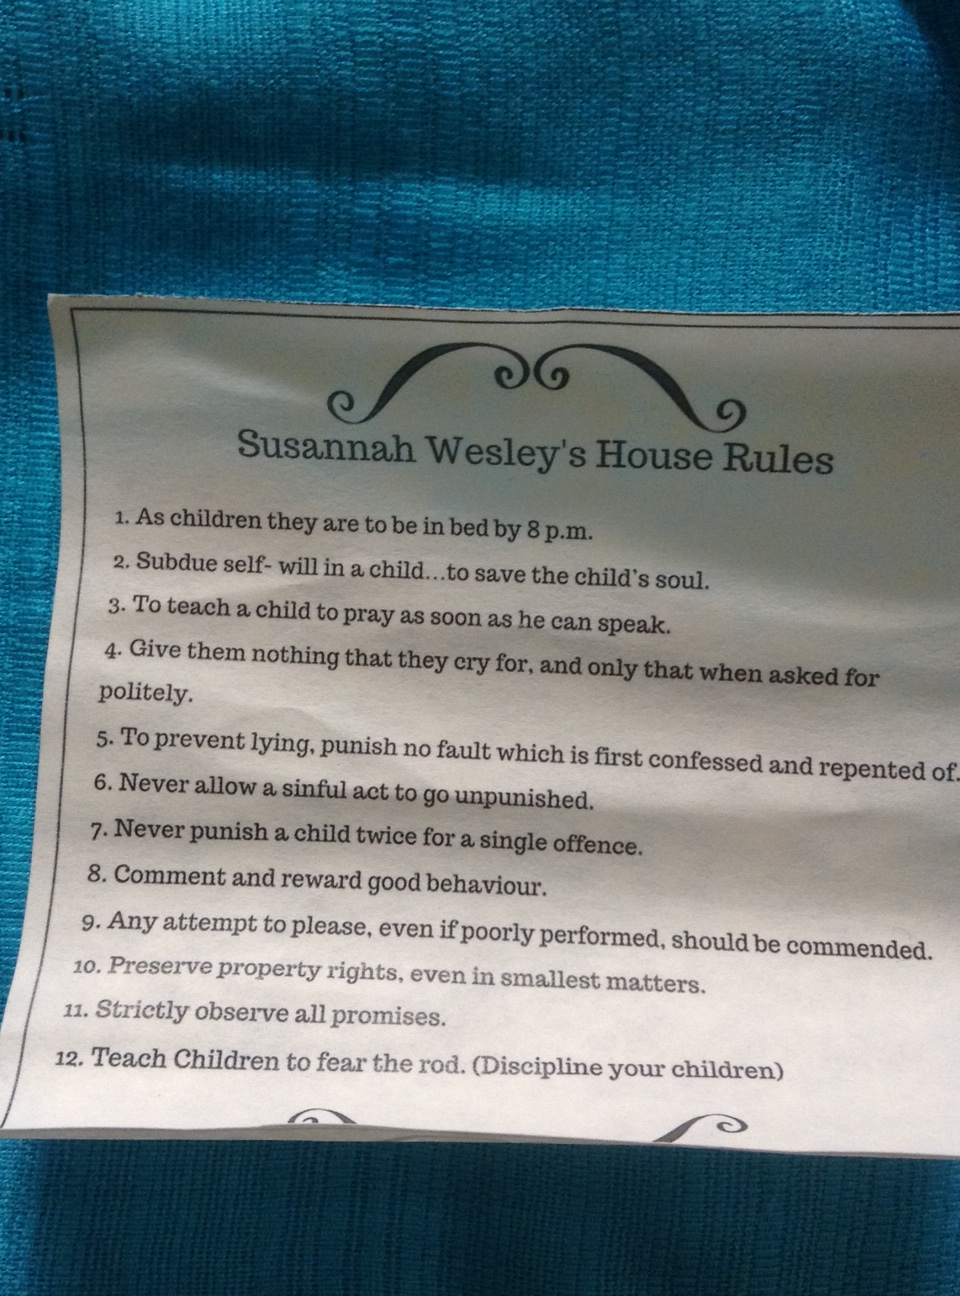 Susannah Wesley's House Rules
1. As children they are to be in bed by 8 p.m.
2. Subdue self- will in a child...to save the child's soul.
3. To teach a child to pray as soon as he can speak.
4. Give them nothing that they cry for, and only that when asked for
politely.
5. To prevent lying, punish no fault which is first confessed and repented of.
6. Never allow a sinful act to go unpunished.
7. Never punish a child twice for a single offence.
8. Comment and reward good behaviour.
9. Any attempt to please, even if poorly performed, should be commended.
10. Preserve property rights, even in smallest matters.
11. Strictly observe all promises.
12. Teach Children to fear the rod. (Discipline your children)